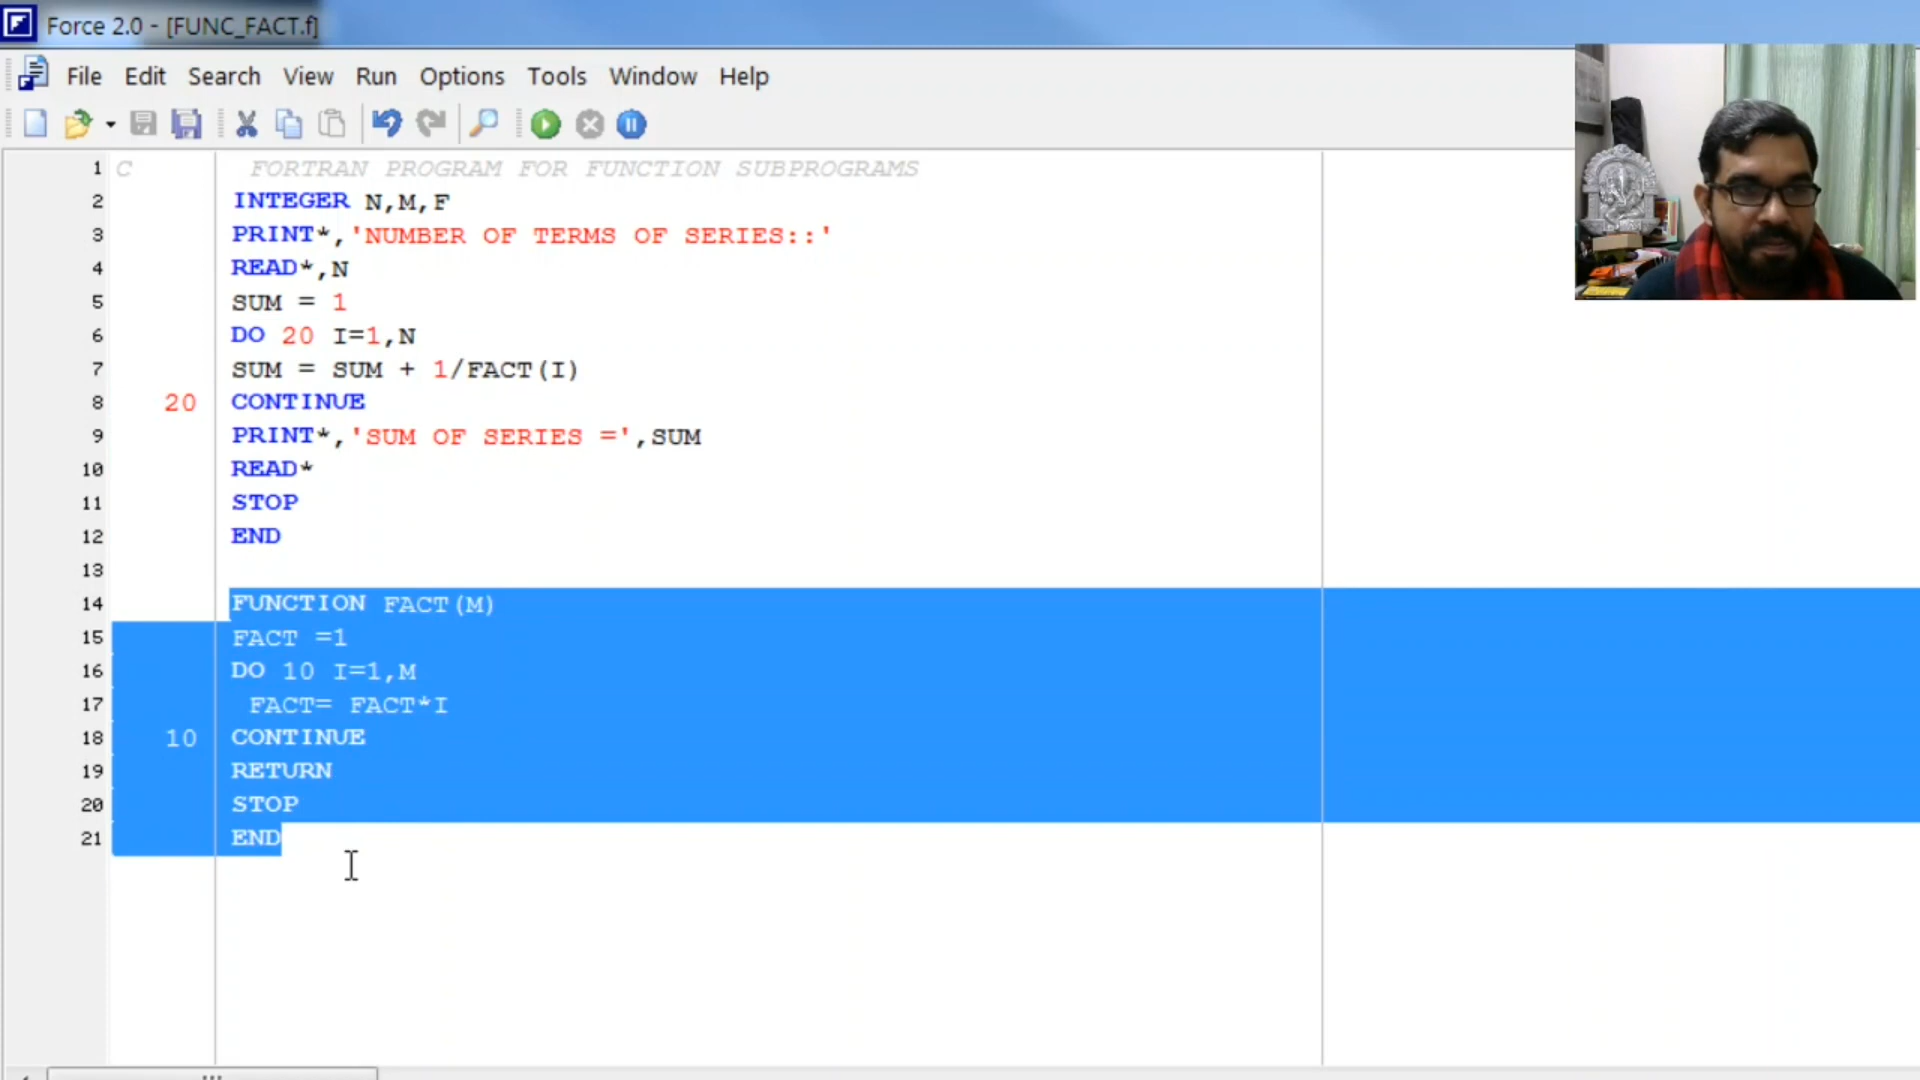 Force 2.0 - [FUNC_FACT.f]
File Edit Search View Run Options Tools Window Help
1 C FORTRAN PROGRAM FOR FUNCTION SUBPROGRAMS
2 INTEGER N,M,F
3 PRINT*,'NUMBER OF TERMS OF SERIES::'
4 READ*,N
5 SUM = 1
6 DO 20 I=1,N
7 SUM = SUM + 1/FACT(I)
8 20 CONTINUE
9 PRINT*,'SUM OF SERIES =',SUM
10 READ*
11 STOP
12 END
13
14 FUNCTION FACT(M)
15 FACT =1
16 DO 10 I=1,M
17 FACT= FACT*I
18 10 CONTINUE
19 RETURN
20 STOP
21 END